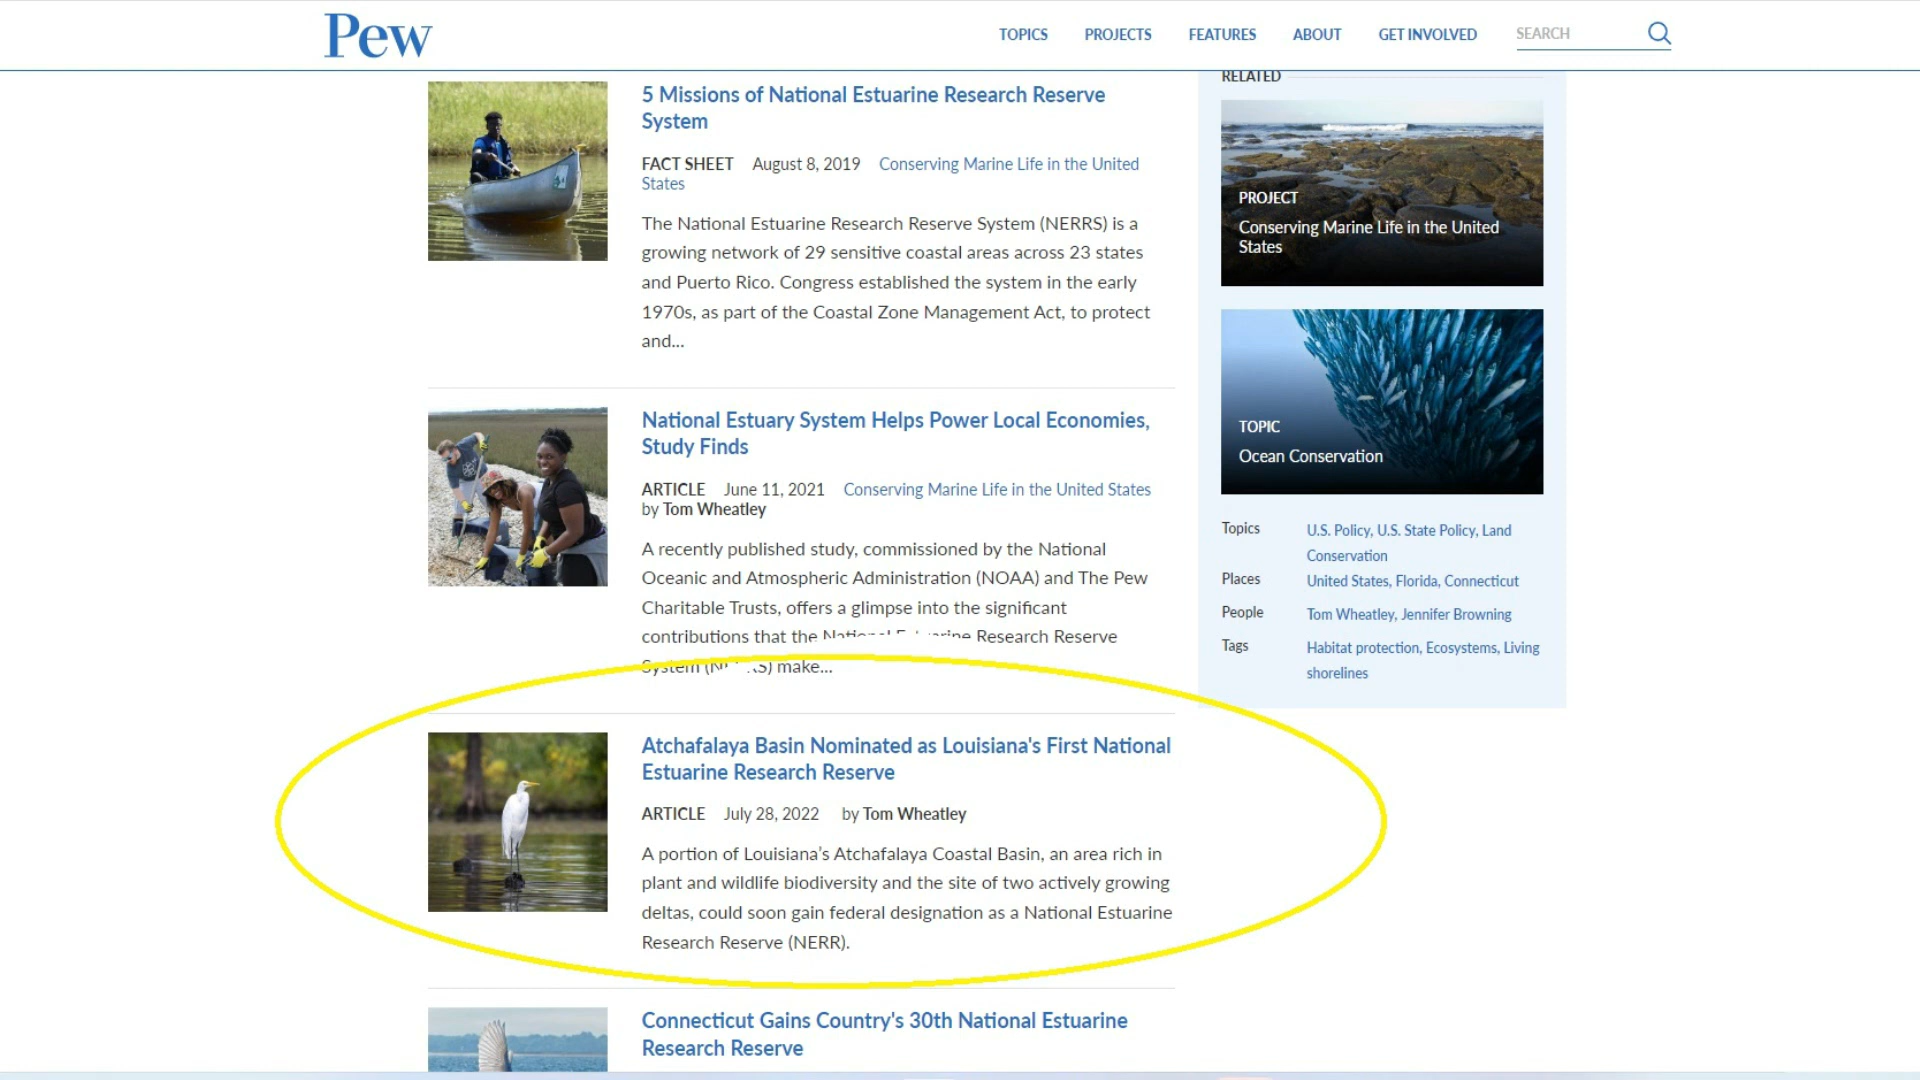 Pew
TOPICS PROJECTS FEATURES ABOUT GET INVOLVED SEARCH
5 Missions of National Estuarine Research Reserve
System
FACT SHEET August 8, 2019 Conserving Marine Life in the United
States
The National Estuarine Research Reserve System (NERRS) is a
growing network of 29 sensitive coastal areas across 23 states
and Puerto Rico. Congress established the system in the early
1970s, as part of the Coastal Zone Management Act, to protect
and...
National Estuary System Helps Power Local Economies,
Study Finds
ARTICLE June 11, 2021 Conserving Marine Life in the United States
by Tom Wheatley
A recently published study, commissioned by the National
Oceanic and Atmospheric Administration (NOAA) and The Pew
Charitable Trusts, offers a glimpse into the significant
contributions that the National Estuarine Research Reserve
System (NERRS) make...
Atchafalaya Basin Nominated as Louisiana's First National
Estuarine Research Reserve
ARTICLE July 28, 2022 by Tom Wheatley
A portion of Louisiana's Atchafalaya Coastal Basin, an area rich in
plant and wildlife biodiversity and the site of two actively growing
deltas, could soon gain federal designation as a National Estuarine
Research Reserve (NERR).
Connecticut Gains Country's 30th National Estuarine
Research Reserve
RELATED
PROJECT
Conserving Marine Life in the United
States
TOPIC
Ocean Conservation
Topics U.S. Policy, U.S. State Policy, Land
Conservation
Places United States, Florida, Connecticut
People Tom Wheatley, Jennifer Browning
Tags Habitat protection, Ecosystems, Living
shorelines